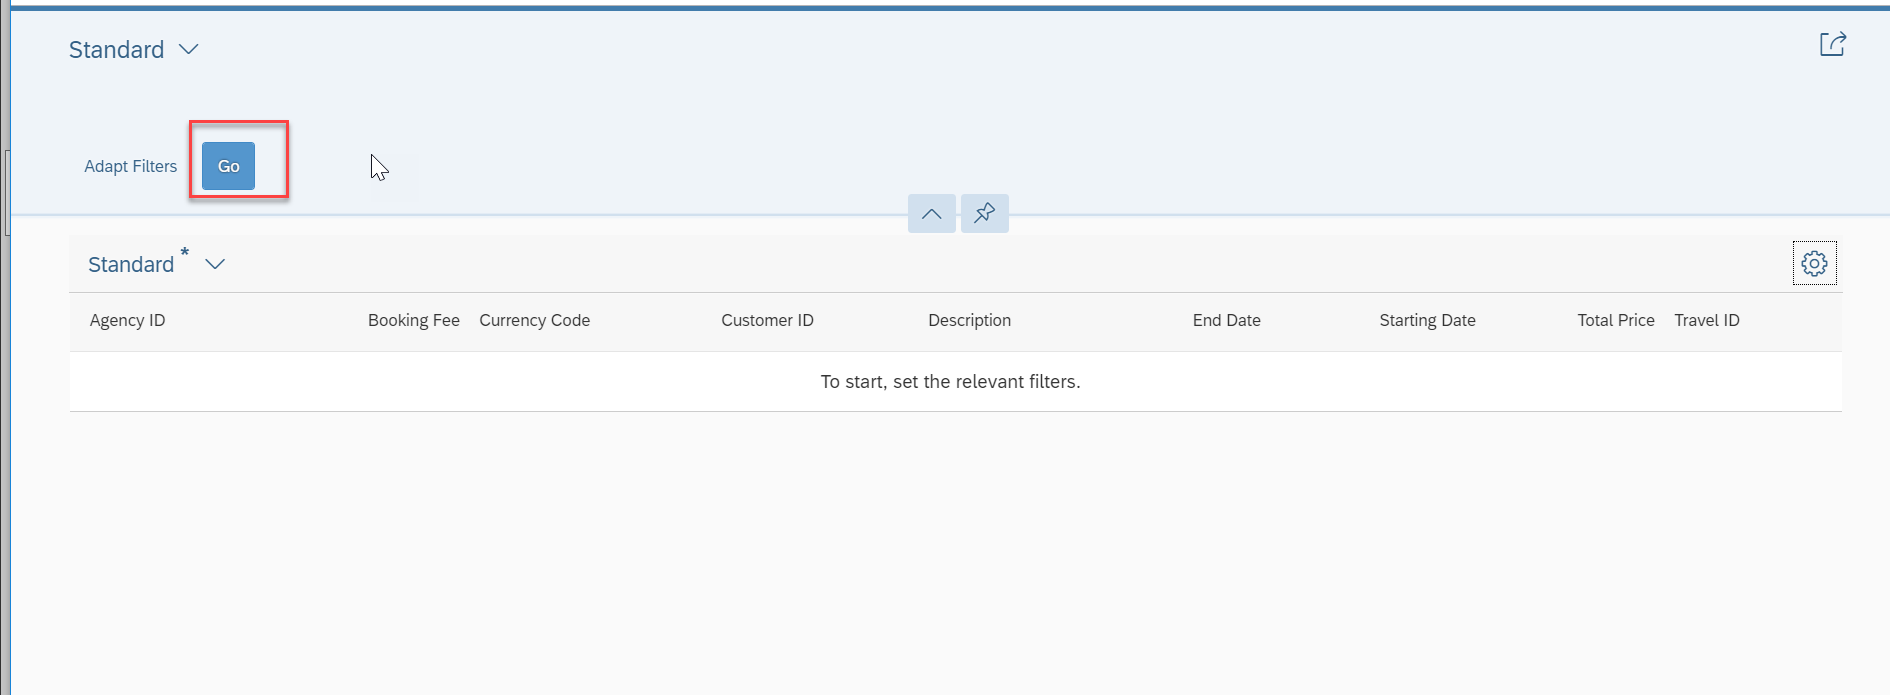 Standard
Adapt Filters Go
Standard *
Agency ID Booking Fee Currency Code Customer ID Description End Date Starting Date Total Price Travel ID
To start, set the relevant filters.